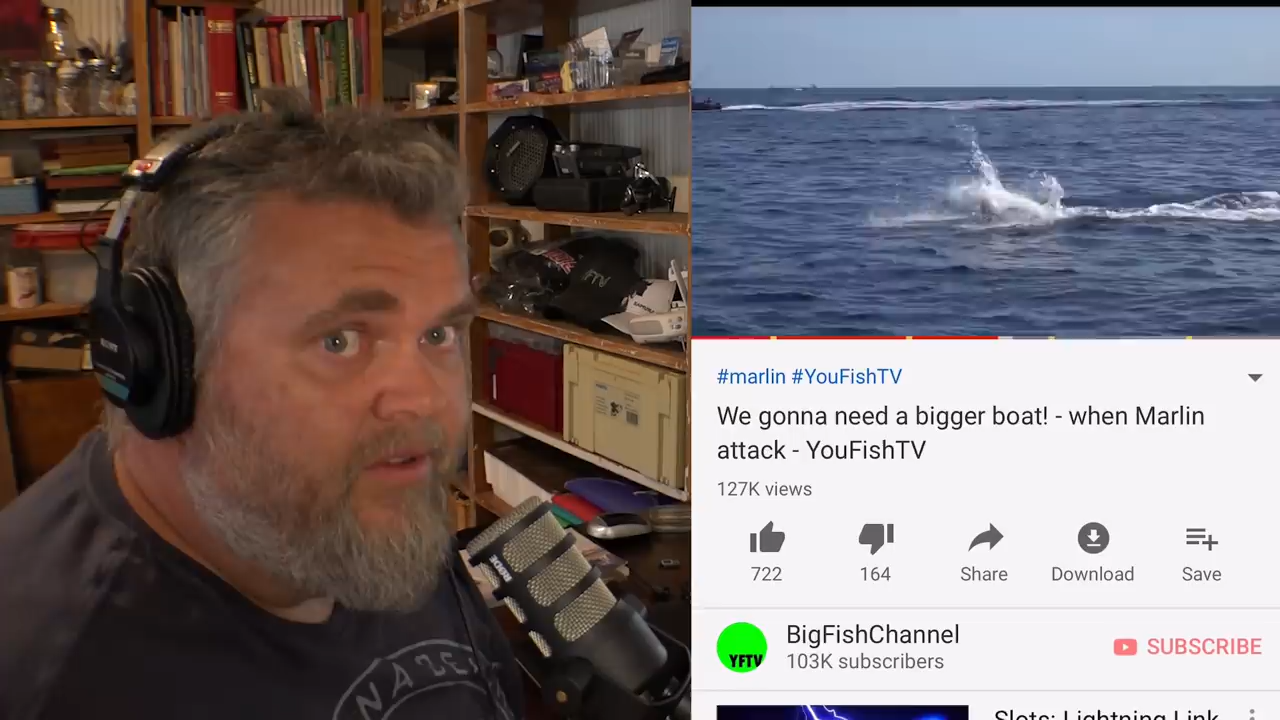 #marlin #YouFishTV
We gonna need a bigger boat! - when Marlin
attack - YouFishTV
127K views
722
164
Share
Download
Save
YFTV
BigFishChannel
103K subscribers
SUBSCRIBE
Slots: Lightning Link
RØDE